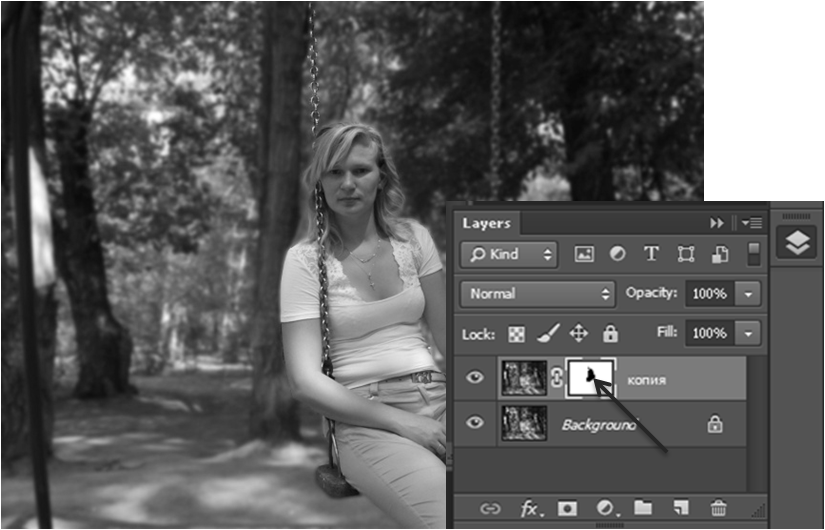 Layers
Kind
Normal Opacity: 100%
Lock: Fill: 100%
копия
Background
fx